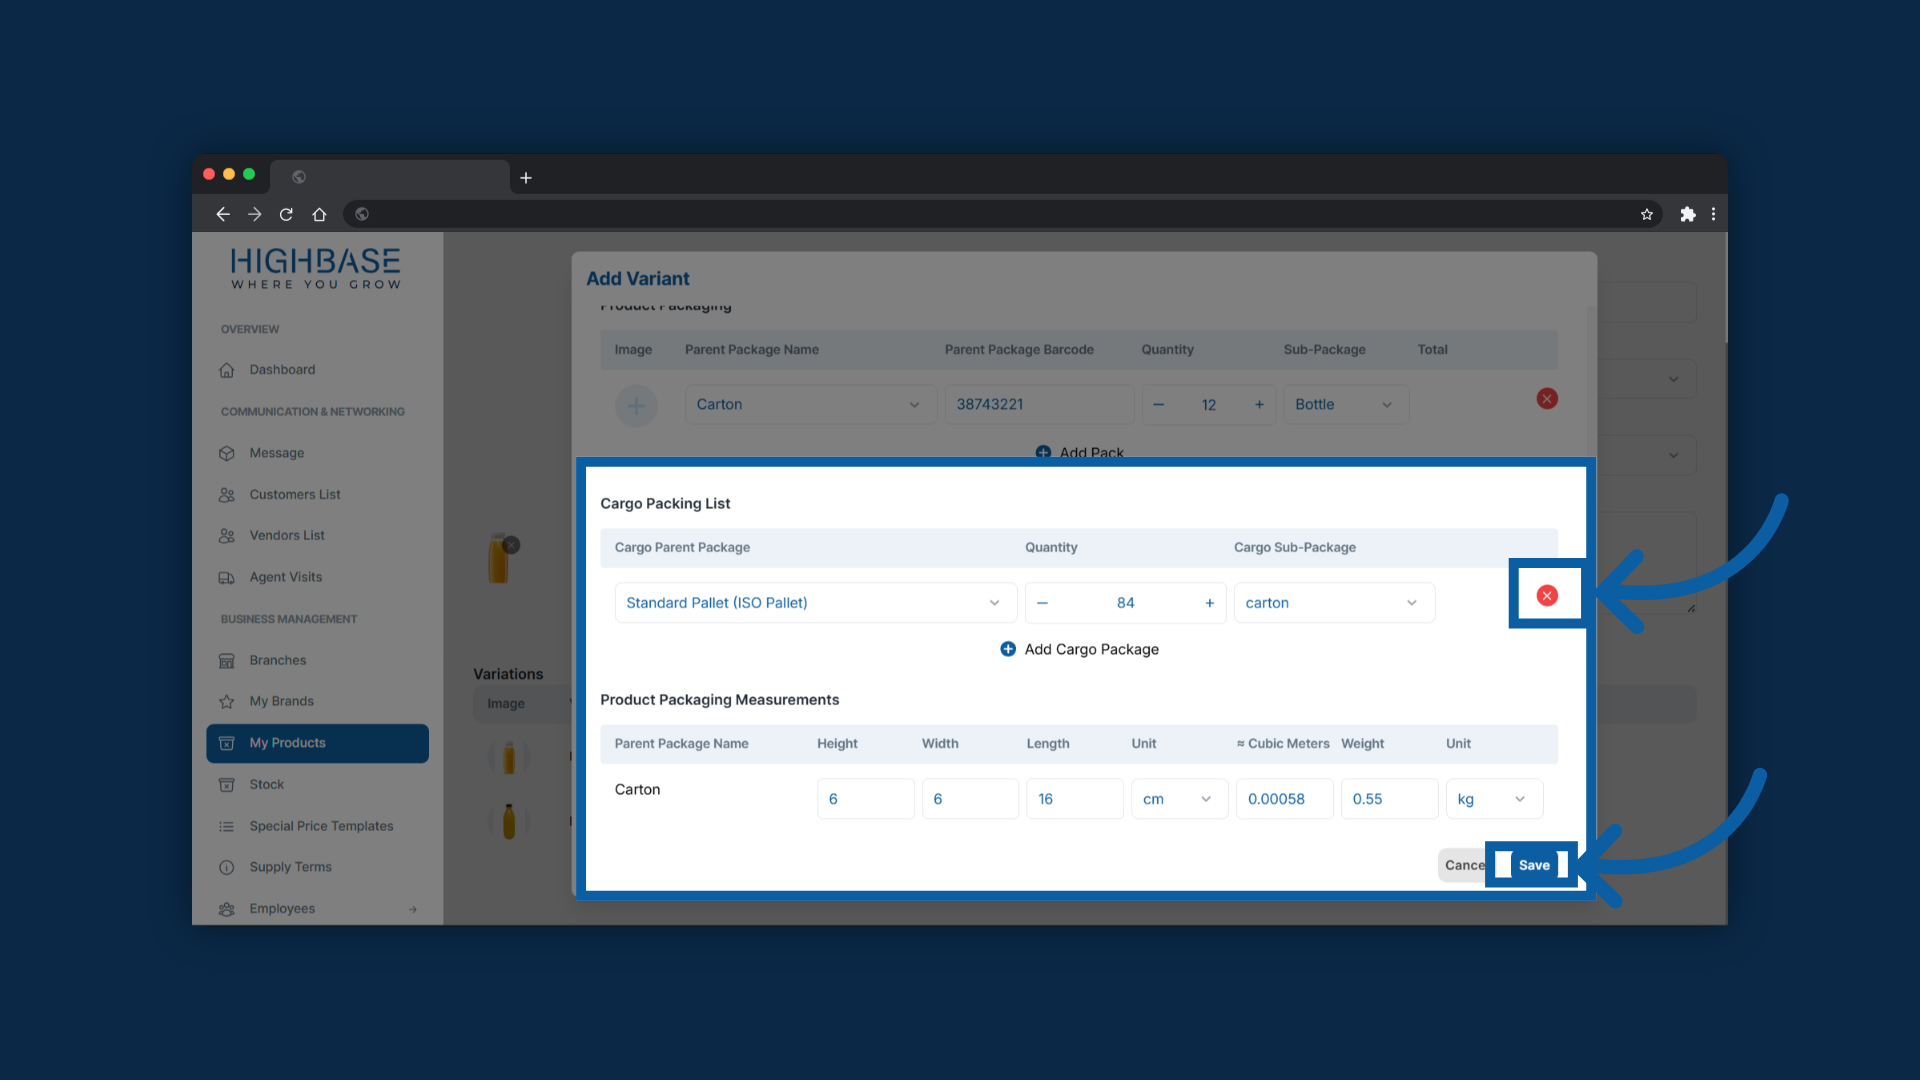 HIGHBASE
WHERE YOU GROW
OVERVIEW
Dashboard
COMMUNICATION & NETWORKING
Message
Customers List
Vendors List
Agent Visits
BUSINESS MANAGEMENT
Branches
My Brands
My Products
Stock
Special Price Templates
Supply Terms
Employees
Variations
Image
Add Variant
Product Packaging
Image Parent Package Name Parent Package Barcode Quantity Sub-Package Total
Carton 38743221 12 Bottle
Add Pack
Cargo Packing List
Cargo Parent Package Quantity Cargo Sub-Package
Standard Pallet (ISO Pallet) 84 carton
Add Cargo Package
Product Packaging Measurements
Parent Package Name Height Width Length Unit ≈ Cubic Meters Weight Unit
Carton 6 6 16 cm 0.00058 0.55 kg
Cance Save